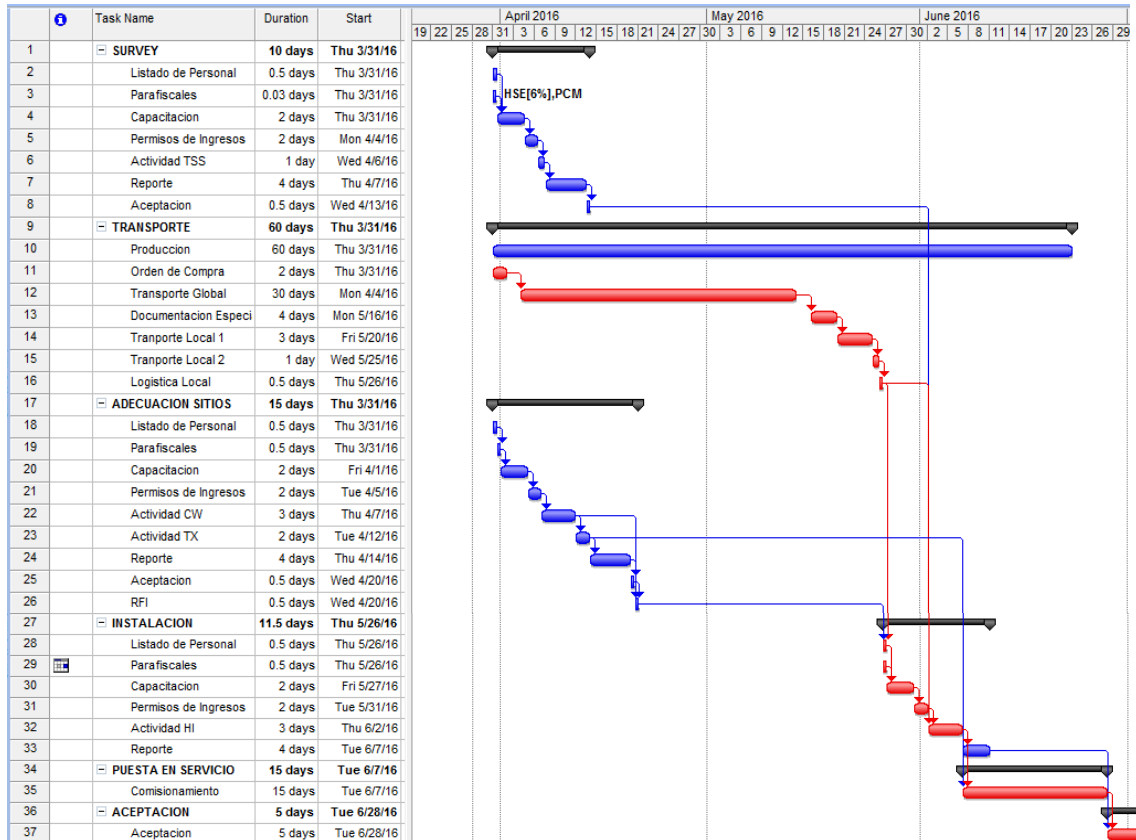 Task Name Duration Start April 2016 May 2016 June 2016
19 22 25 28 31 3 6 9 12 15 18 21 24 27 30 3 6 9 12 15 18 21 24 27 30 2 5 8 11 14 17 20 23 26 29
1 SURVEY 10 days Thu 3/31/16
2 Listado de Personal 0.5 days Thu 3/31/16
3 Parafiscales 0.03 days Thu 3/31/16 HSE[6%],PCM
4 Capacitacion 2 days Thu 3/31/16
5 Permisos de Ingresos 2 days Mon 4/4/16
6 Actividad TSS 1 day Wed 4/6/16
7 Reporte 4 days Thu 4/7/16
8 Aceptacion 0.5 days Wed 4/13/16
9 TRANSPORTE 60 days Thu 3/31/16
10 Produccion 60 days Thu 3/31/16
11 Orden de Compra 2 days Thu 3/31/16
12 Transporte Global 30 days Mon 4/4/16
13 Documentacion Especi 4 days Mon 5/16/16
14 Tranporte Local 1 3 days Fri 5/20/16
15 Tranporte Local 2 1 day Wed 5/25/16
16 Logistica Local 0.5 days Thu 5/26/16
17 ADECUACION SITIOS 15 days Thu 3/31/16
18 Listado de Personal 0.5 days Thu 3/31/16
19 Parafiscales 0.5 days Thu 3/31/16
20 Capacitacion 2 days Fri 4/1/16
21 Permisos de Ingresos 2 days Tue 4/5/16
22 Actividad CW 3 days Thu 4/7/16
23 Actividad TX 2 days Tue 4/12/16
24 Reporte 4 days Thu 4/14/16
25 Aceptacion 0.5 days Wed 4/20/16
26 RFI 0.5 days Wed 4/20/16
27 INSTALACION 11.5 days Thu 5/26/16
28 Listado de Personal 0.5 days Thu 5/26/16
29 Parafiscales 0.5 days Thu 5/26/16
30 Capacitacion 2 days Fri 5/27/16
31 Permisos de Ingresos 2 days Tue 5/31/16
32 Actividad HI 3 days Thu 6/2/16
33 Reporte 4 days Tue 6/7/16
34 PUESTA EN SERVICIO 15 days Tue 6/7/16
35 Comisionamiento 15 days Tue 6/7/16
36 ACEPTACION 5 days Tue 6/28/16
37 Aceptacion 5 days Tue 6/28/16